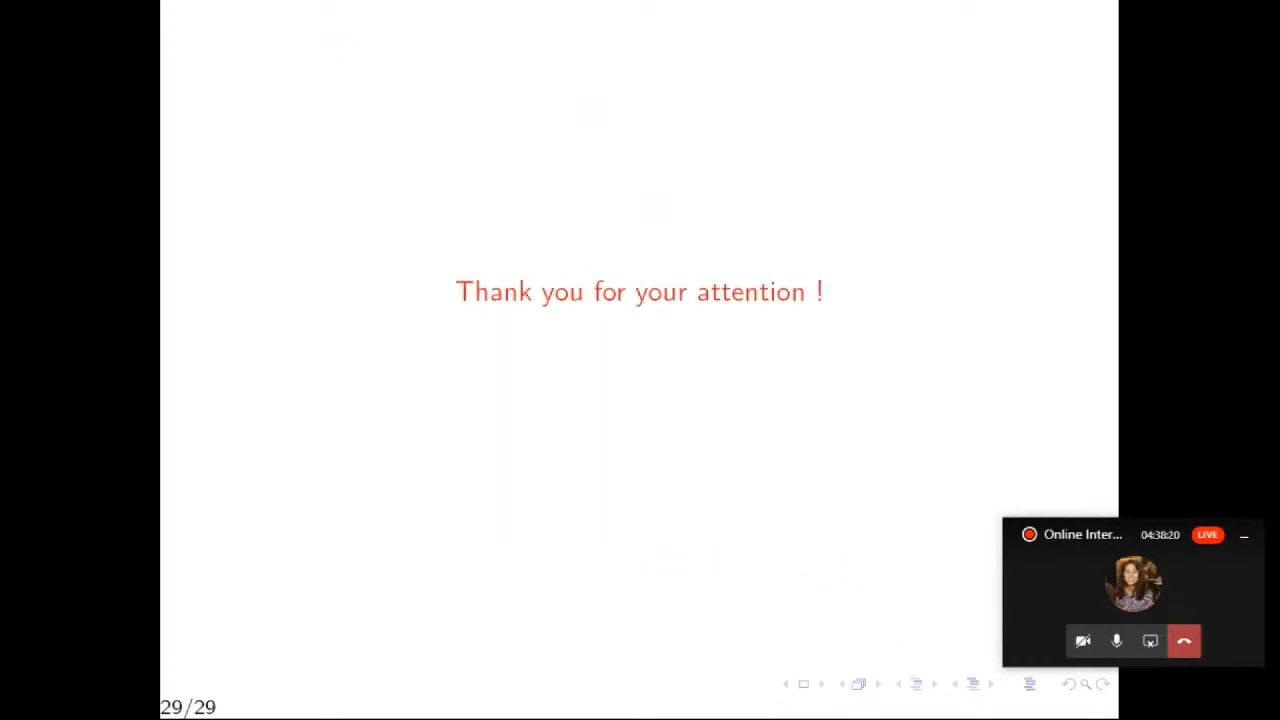 Thank you for your attention !
Online Inter...
04:38:20
LIVE
29/29